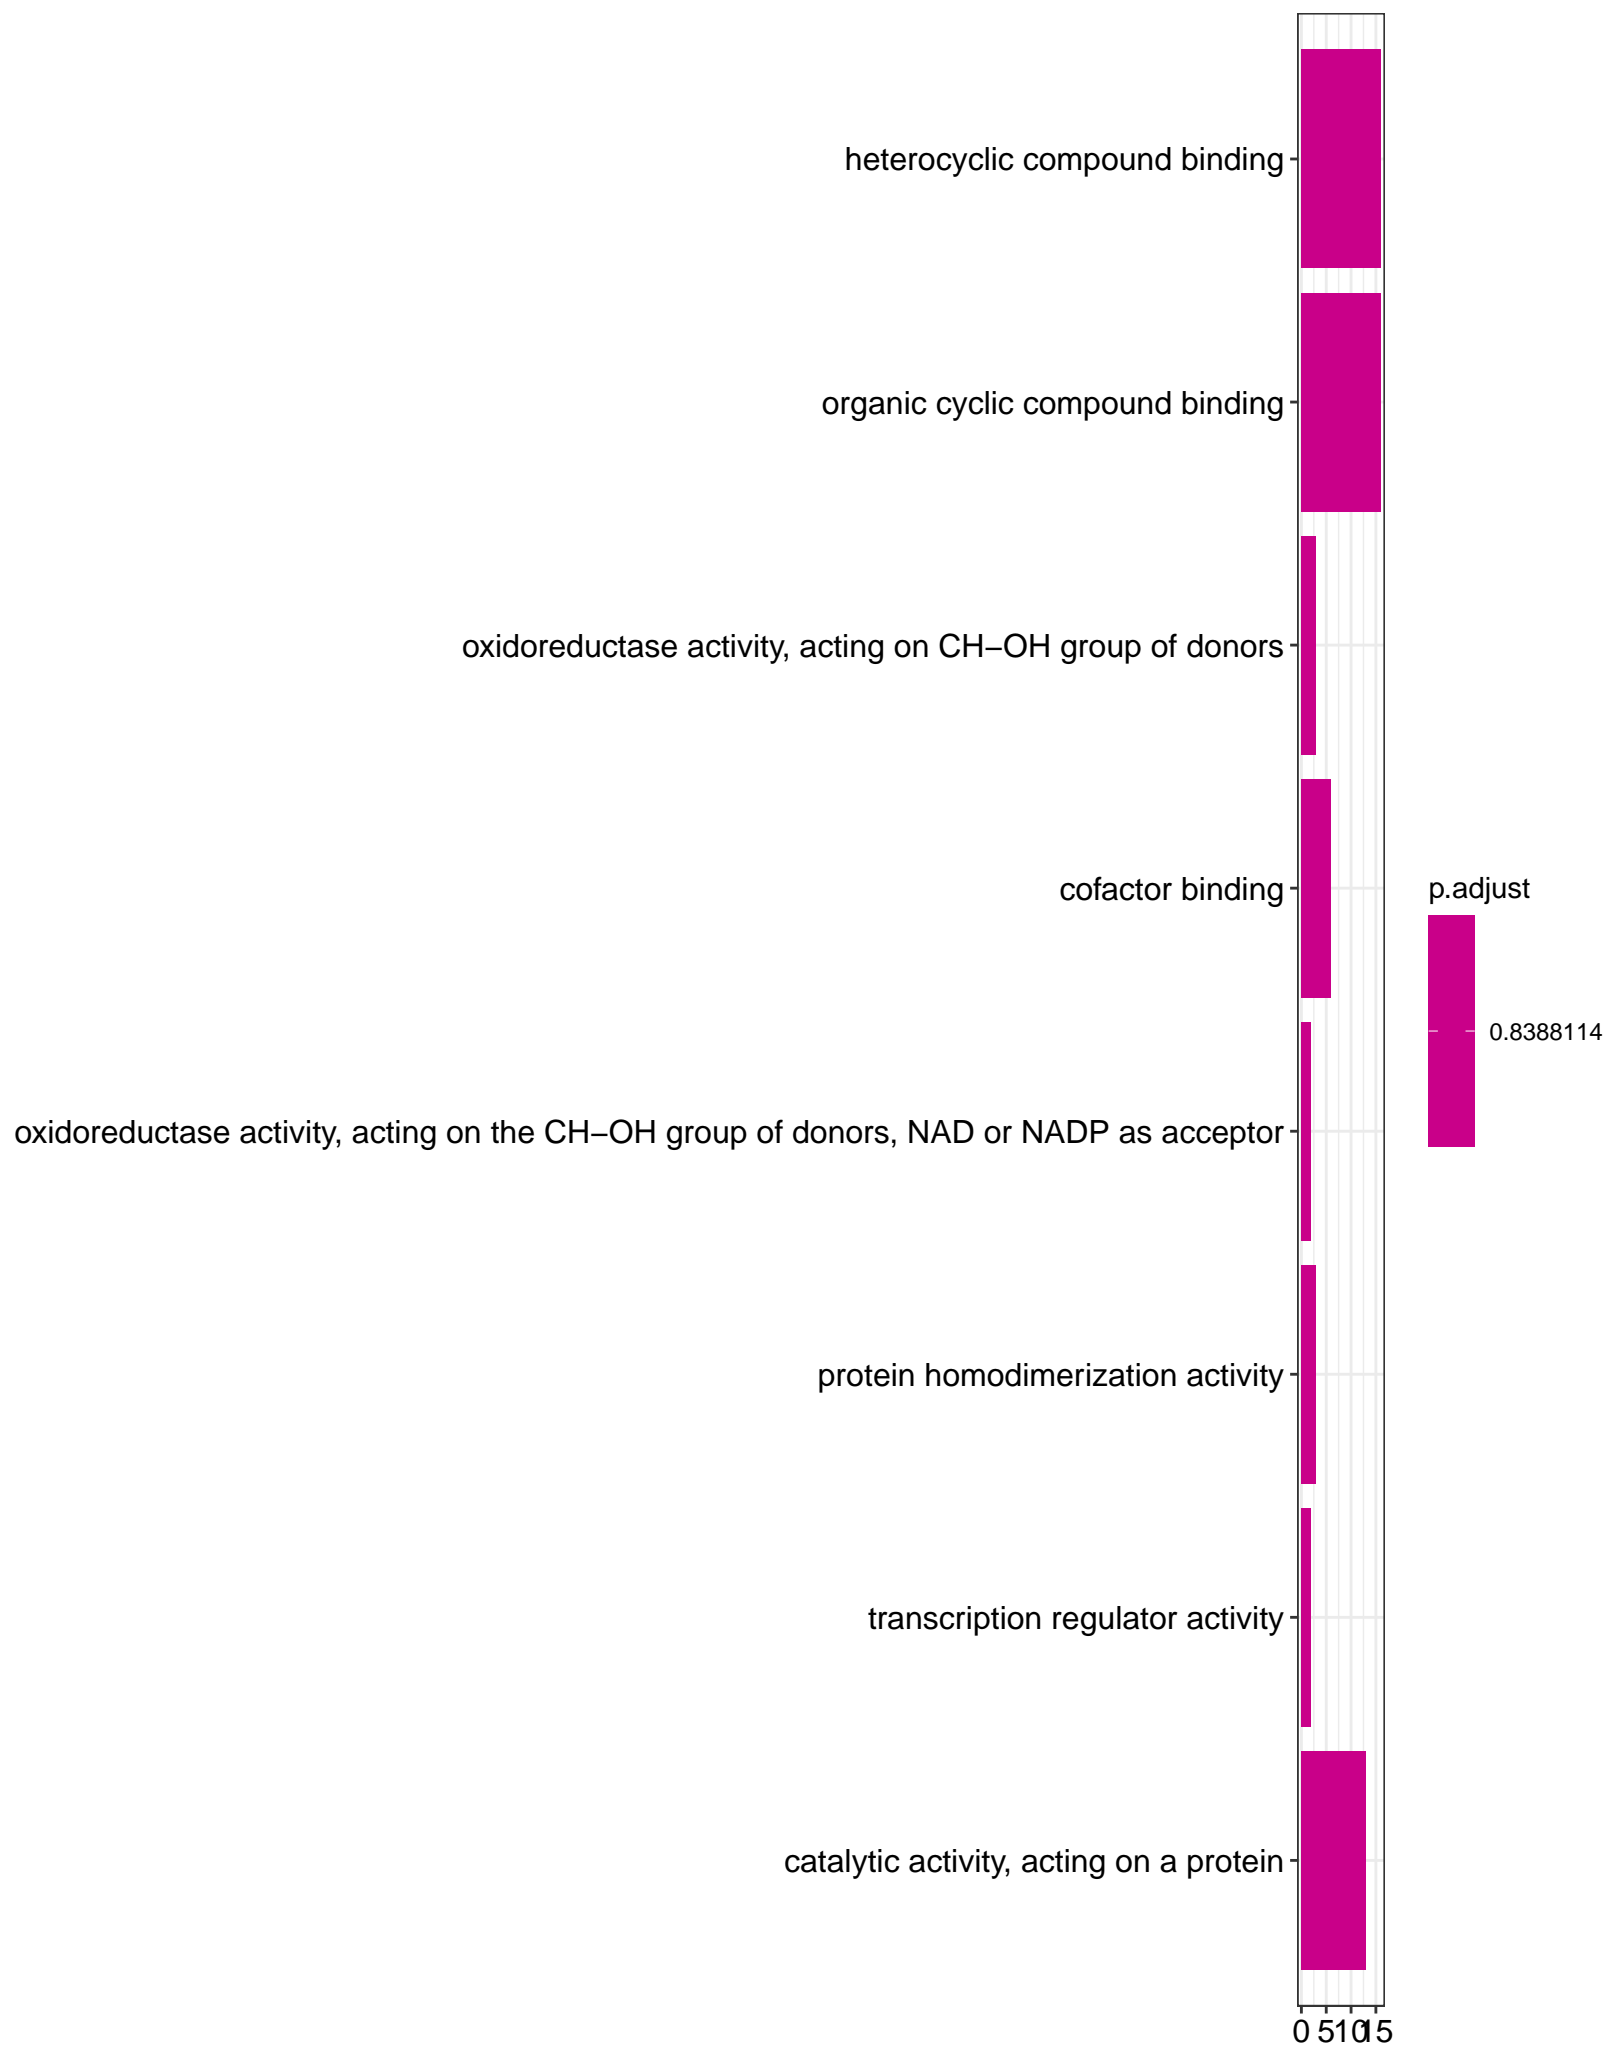 heterocyclic compound binding
organic cyclic compound binding
oxidoreductase activity, acting on CH−OH group of donors
cofactor binding
p.adjust
0.8388114
oxidoreductase activity, acting on the CH−OH group of donors, NAD or NADP as acceptor
protein homodimerization activity
transcription regulator activity
catalytic activity, acting on a protein
0 5 10 15